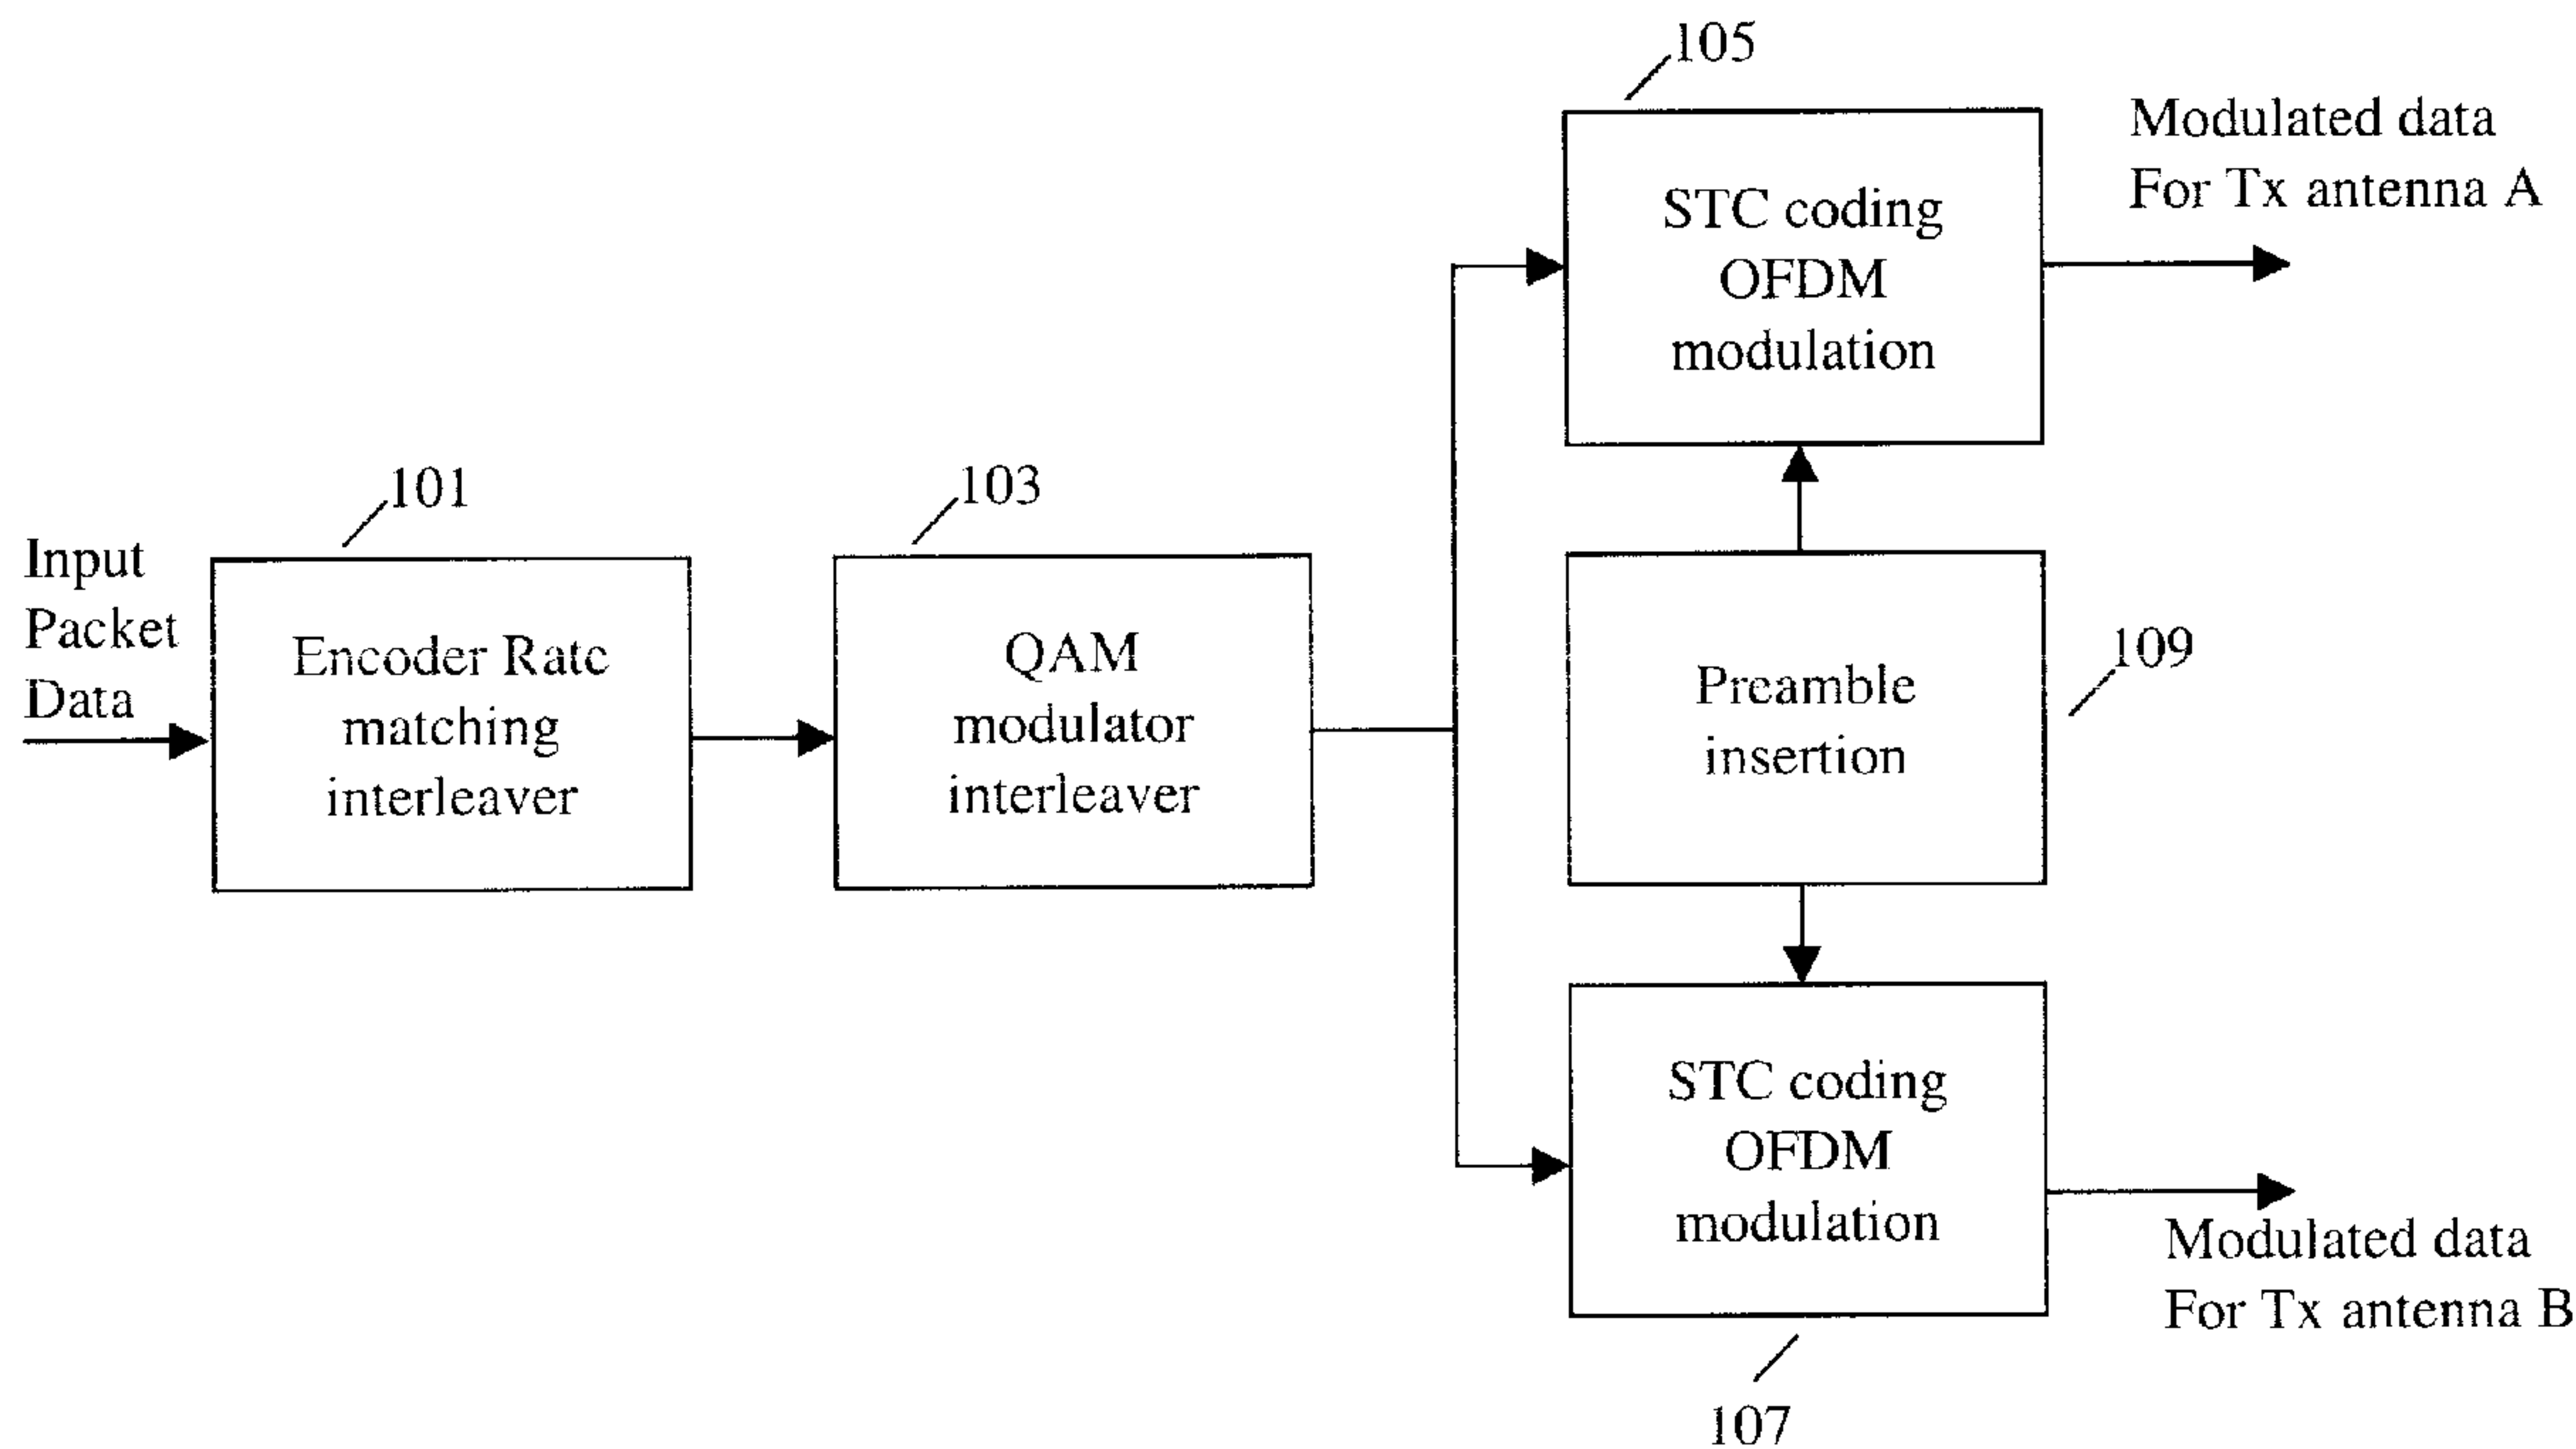 105
STC coding
OFDM
modulation
Modulated data
For Tx antenna A
101
103
Input
Packet
Data
Encoder Rate
matching
interleaver
QAM
modulator
interleaver
Preamble
insertion
109
STC coding
OFDM
modulation
Modulated data
For Tx antenna B
107